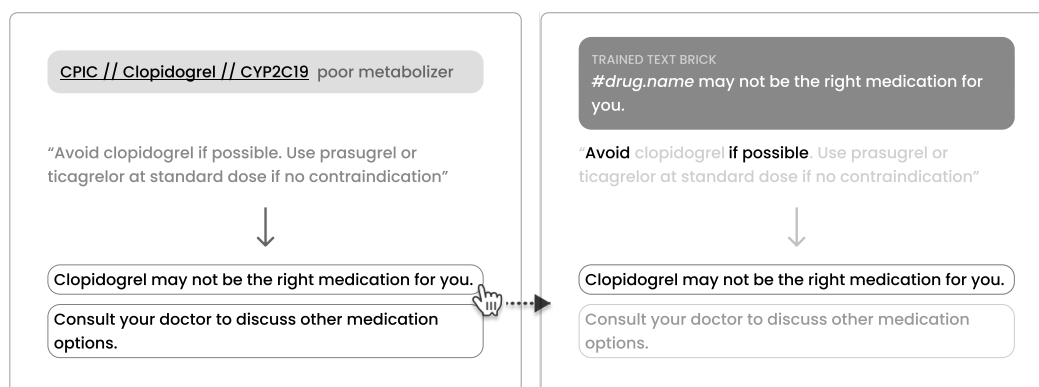 CPIC // Clopidogrel // CYP2C19 poor metabolizer
“Avoid clopidogrel if possible. Use prasugrel or
ticagrelor at standard dose if no contraindication”
Clopidogrel may not be the right medication for you.
Consult your doctor to discuss other medication
options.
TRAINED TEXT BRICK
#drug.name may not be the right medication for
you.
“Avoid clopidogrel if possible. Use prasugrel or
ticagrelor at standard dose if no contraindication”
Clopidogrel may not be the right medication for you.
Consult your doctor to discuss other medication
options.